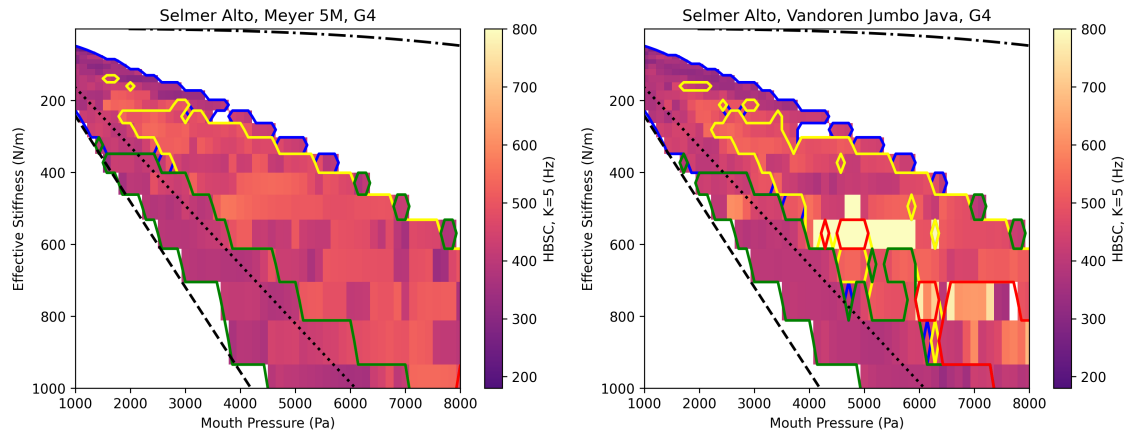 Selmer Alto, Meyer 5M, G4
Effective Stiffness (N/m)
200
400
600
800
1000
1000 2000 3000 4000 5000 6000 7000 8000
Mouth Pressure (Pa)
800
700
600
500
400
300
200
HBSC, K=5 (Hz)
Selmer Alto, Vandoren Jumbo Java, G4
Effective Stiffness (N/m)
200
400
600
800
1000
1000 2000 3000 4000 5000 6000 7000 8000
Mouth Pressure (Pa)
800
700
600
500
400
300
200
HBSC, K=5 (Hz)